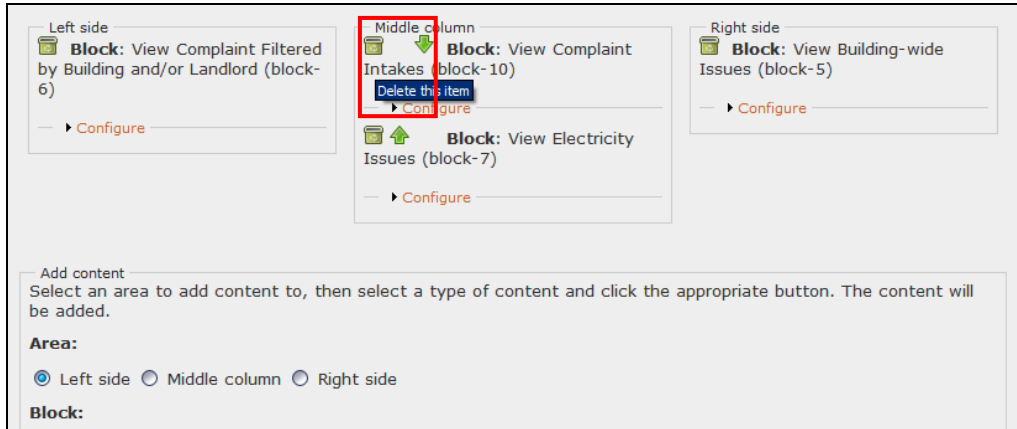 Left side
Block: View Complaint Filtered
by Building and/or Landlord (block-
6)
Configure
Middle column
Block: View Complaint
Intakes (block-10)
Delete this item
Configure
Block: View Electricity
Issues (block-7)
Configure
Right side
Block: View Building-wide
Issues (block-5)
Configure
Add content
Select an area to add content to, then select a type of content and click the appropriate button. The content will
be added.
Area:
Left side Middle column Right side
Block: